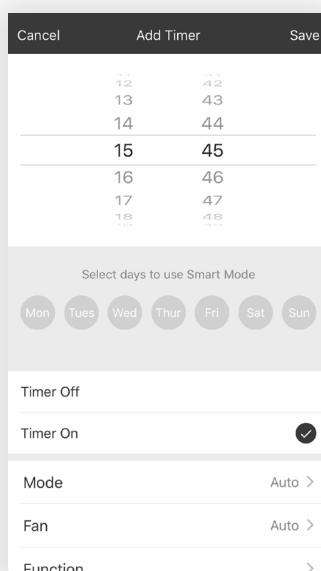 Cancel Add Timer Save
12 42
13 43
14 44
15 45
16 46
17 47
18 48
Select days to use Smart Mode
Mon Tues Wed Thur Fri Sat Sun
Timer Off
Timer On
Mode Auto
Fan Auto
Function